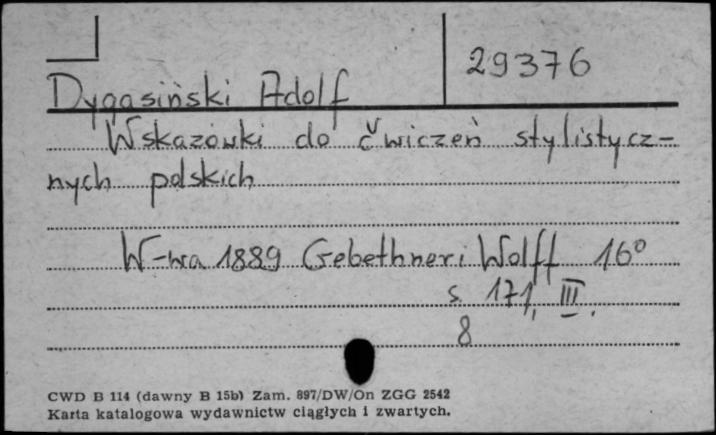 29376
Dygasiński Adolf
Wskazówki do ćwiczeń stylistycz-
nych polskich
W-wa 1889 Gebethner i Wolff 16°
s. 171, III.
8
CWD B 114 (dawny B 15b) Zam. 897/DW/On ZGG 2542
Karta katalogowa wydawnictw ciągłych i zwartych.